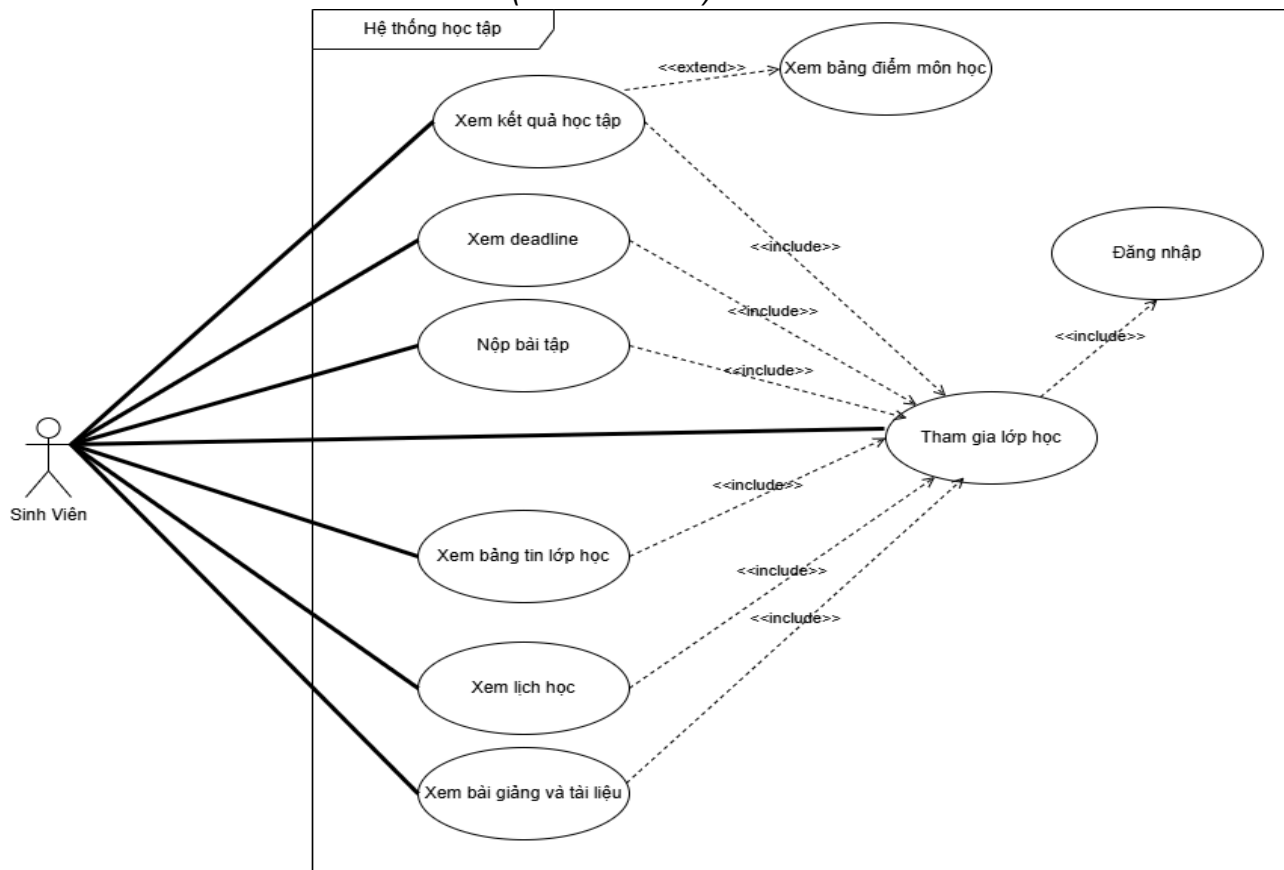 Hệ thống học tập
<<extend>>
Xem bảng điểm môn học
Xem kết quả học tập
Xem deadline
<<include>>
Đăng nhập
<<include>>
Nộp bài tập
<<include>>
<<include>>
Tham gia lớp học
Sinh Viên
<<include>>
Xem bảng tin lớp học
<<include>>
<<include>>
Xem lịch học
Xem bài giảng và tài liệu